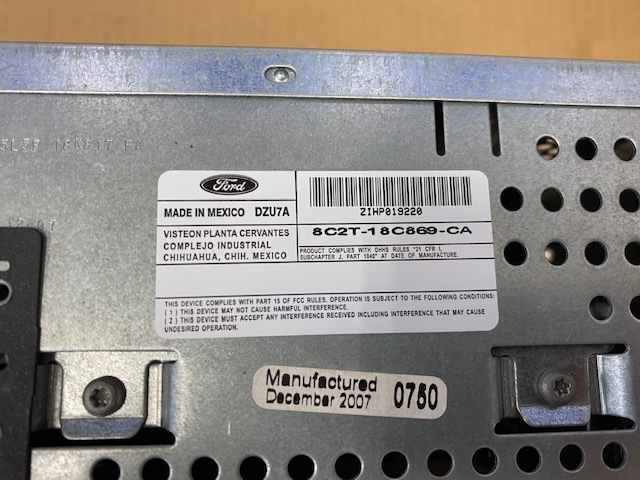 Ford
MADE IN MEXICO DZU7A
ZIWP019220
VISTEON PLANTA CERVANTES
COMPLEJO INDUSTRIAL
CHIHUAHUA, CHIH. MEXICO
8C2T-18C869-CA
PRODUCT COMPLIES WITH DHHS RULES "21 CFR I,
SUBCHAPTER J, PART 1040" AT DATE OF MANUFACTURE.
THIS DEVICE COMPLIES WITH PART 15 OF FCC RULES. OPERATION IS SUBJECT TO THE FOLLOWING CONDITIONS:
( 1 ) THIS DEVICE MAY NOT CAUSE HARMFUL INTERFERENCE.
( 2 ) THIS DEVICE MUST ACCEPT ANY INTERFERENCE RECEIVED INCLUDING INTERFERENCE THAT MAY CAUSE
UNDESIRED OPERATION.
Manufactured
December 2007
0750